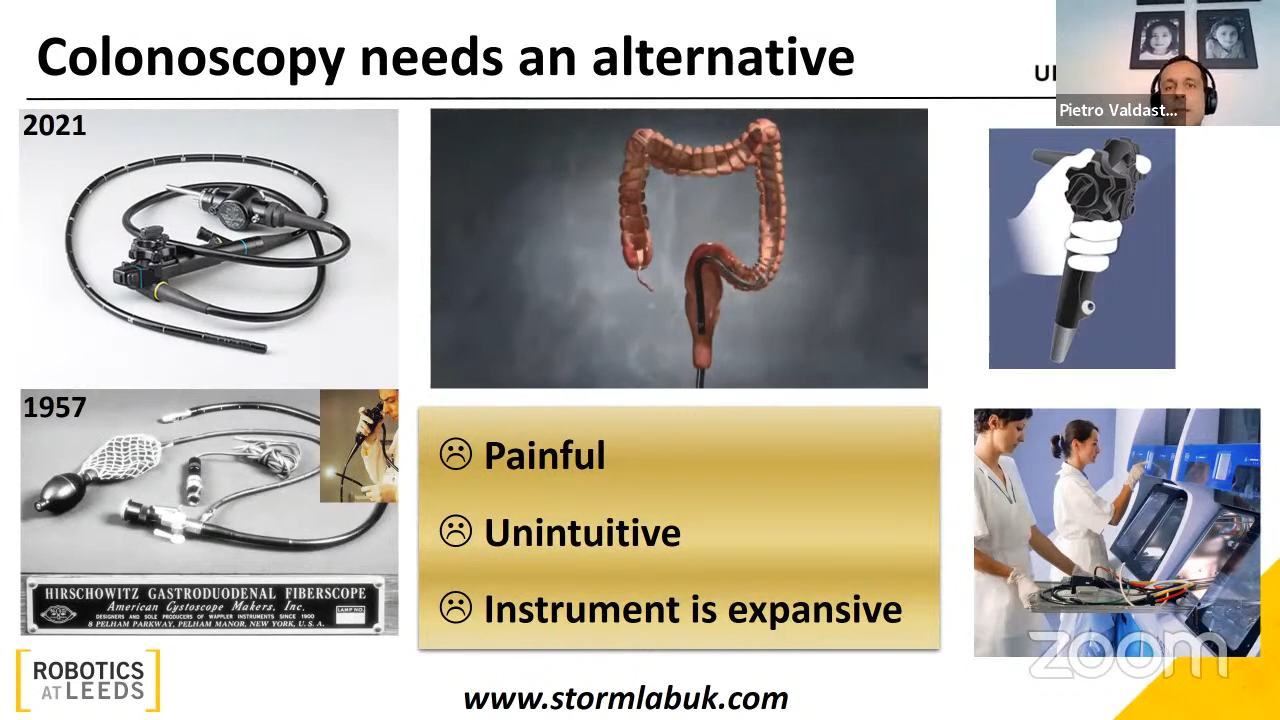 Colonoscopy needs an alternative
Pietro Valdast...
2021
1957
HIRSCHOWITZ GASTRODUODENAL FIBERSCOPE
American Cystoscope Makers, Inc.
LAMP NO.
DESIGNERS AND SOLE PRODUCERS OF WAPPLER INSTRUMENTS SINCE 1900
8 PELHAM PARKWAY, PELHAM MANOR, NEW YORK, U. S. A.
☹ Painful
☹ Unintuitive
☹ Instrument is expansive
ROBOTICS
AT LEEDS
www.stormlabuk.com
zoom